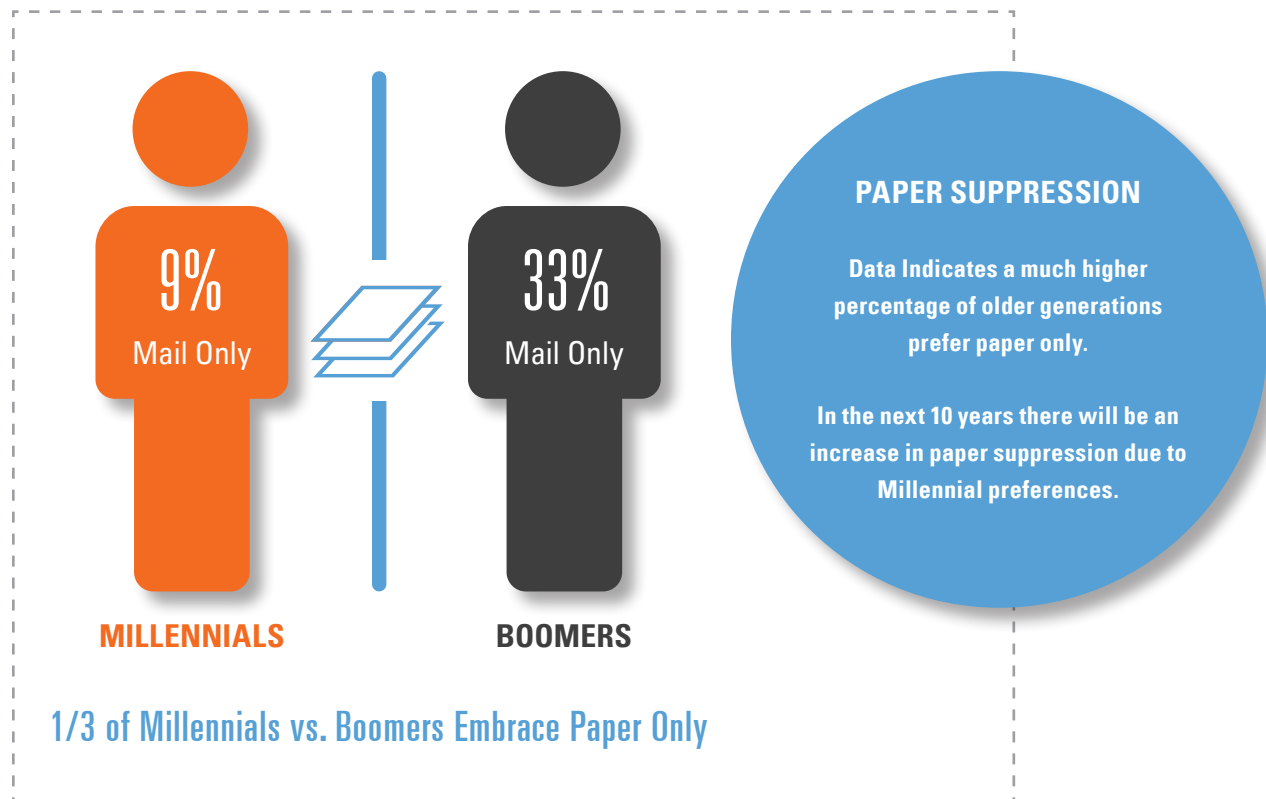 9%
Mail Only
MILLENNIALS
33%
Mail Only
BOOMERS
1/3 of Millennials vs. Boomers Embrace Paper Only
PAPER SUPPRESSION
Data Indicates a much higher
percentage of older generations
prefer paper only.
In the next 10 years there will be an
increase in paper suppression due to
Millennial preferences.